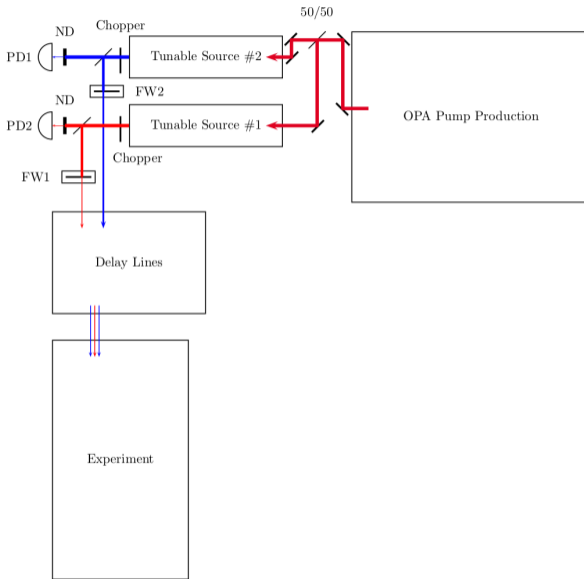 50/50
Chopper
ND
PD1
Tunable Source #2
FW2
ND
PD2
Tunable Source #1
OPA Pump Production
Chopper
FW1
Delay Lines
Experiment